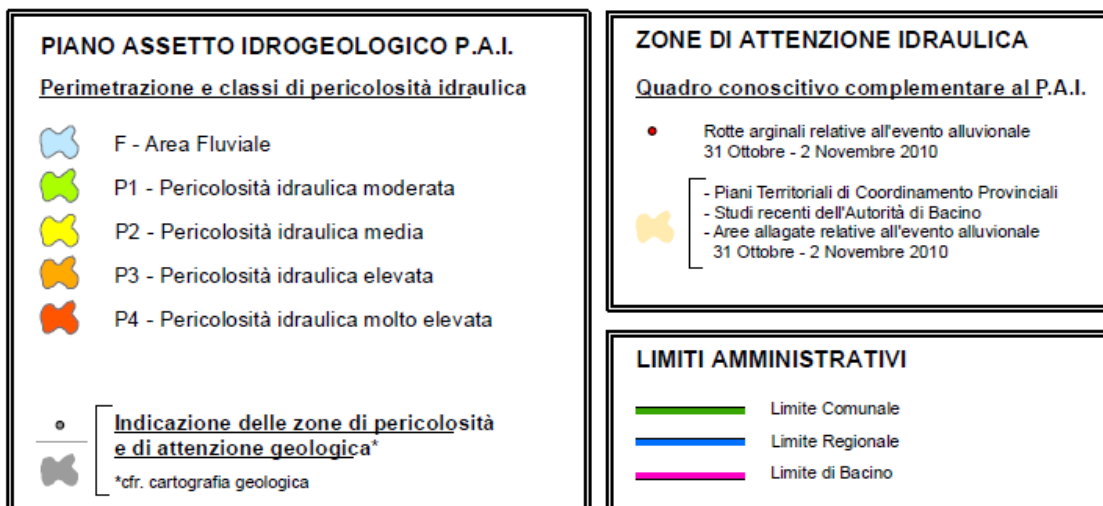 PIANO ASSETTO IDROGEOLOGICO P.A.I.
Perimetrazione e classi di pericolosità idraulica
F - Area Fluviale
P1 - Pericolosità idraulica moderata
P2 - Pericolosità idraulica media
P3 - Pericolosità idraulica elevata
P4 - Pericolosità idraulica molto elevata
Indicazione delle zone di pericolosità
e di attenzione geologica*
*cfr. cartografia geologica
ZONE DI ATTENZIONE IDRAULICA
Quadro conoscitivo complementare al P.A.I.
Rotte arginali relative all'evento alluvionale
31 Ottobre - 2 Novembre 2010
- Piani Territoriali di Coordinamento Provinciali
- Studi recenti dell'Autorità di Bacino
- Aree allagate relative all'evento alluvionale
31 Ottobre - 2 Novembre 2010
LIMITI AMMINISTRATIVI
Limite Comunale
Limite Regionale
Limite di Bacino